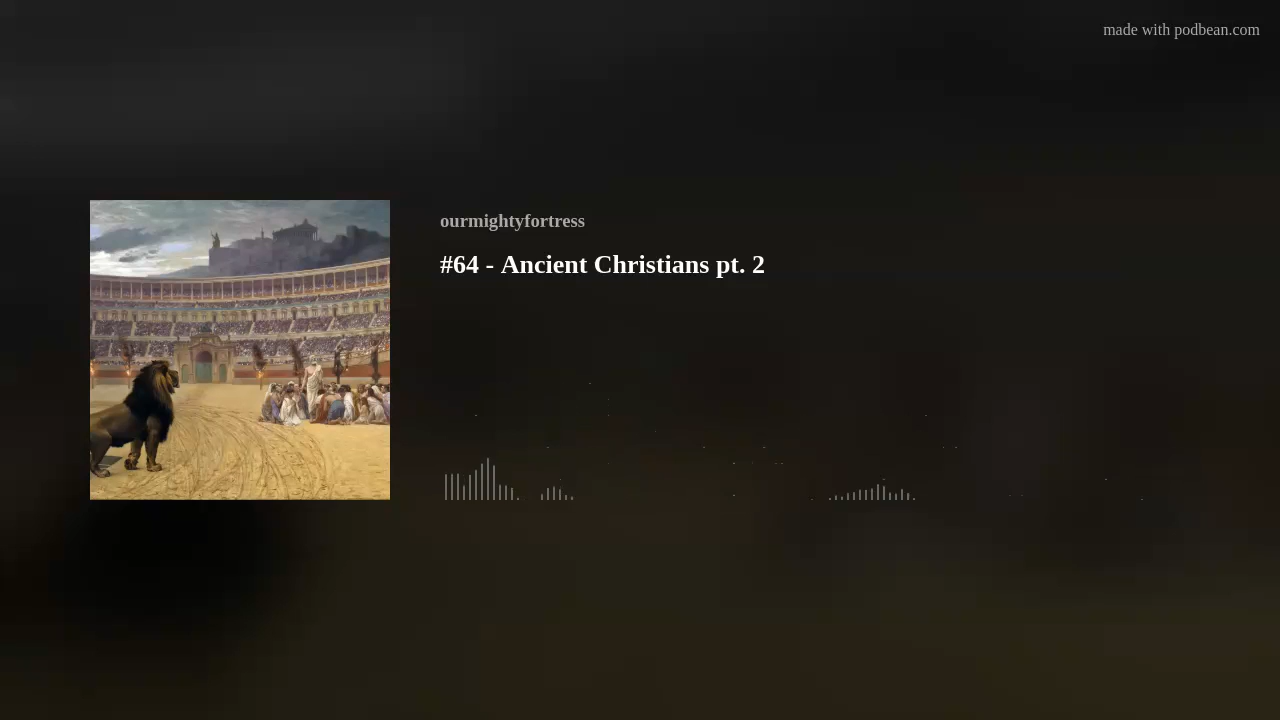 made with podbean.com
ourmightyfortress
#64 - Ancient Christians pt. 2